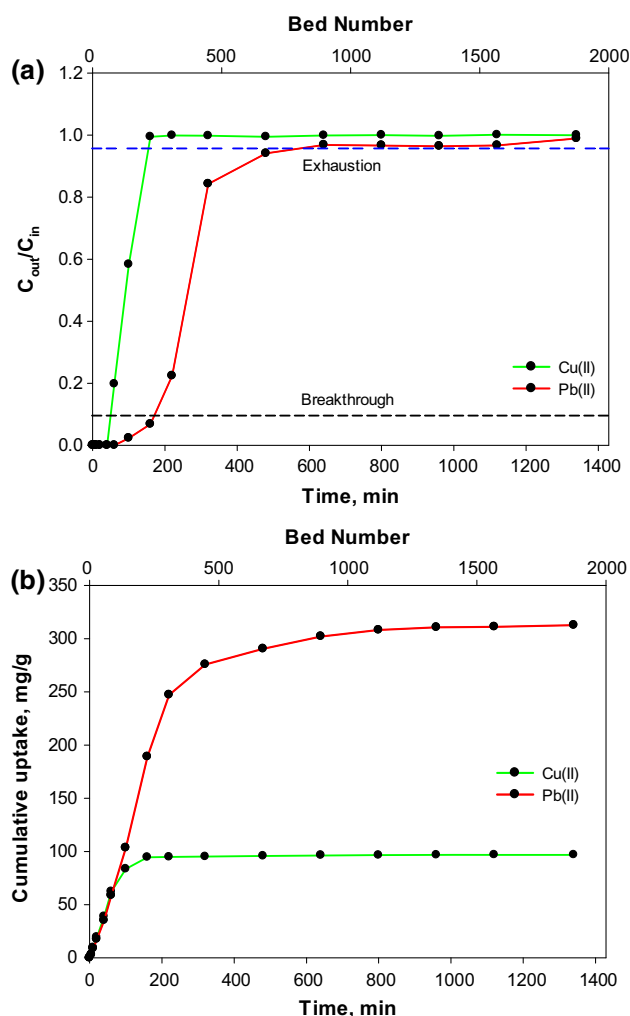 Bed Number
0 500 1000 1500 2000
(a)
1.2
1.0
0.8
0.6
0.4
0.2
0.0
C_out/C_in
Exhaustion
Cu(II)
Pb(II)
Breakthrough
0 200 400 600 800 1000 1200 1400
Time, min
Bed Number
0 500 1000 1500 2000
(b)
350
300
250
200
150
100
50
0
Cumulative uptake, mg/g
Cu(II)
Pb(II)
0 200 400 600 800 1000 1200 1400
Time, min